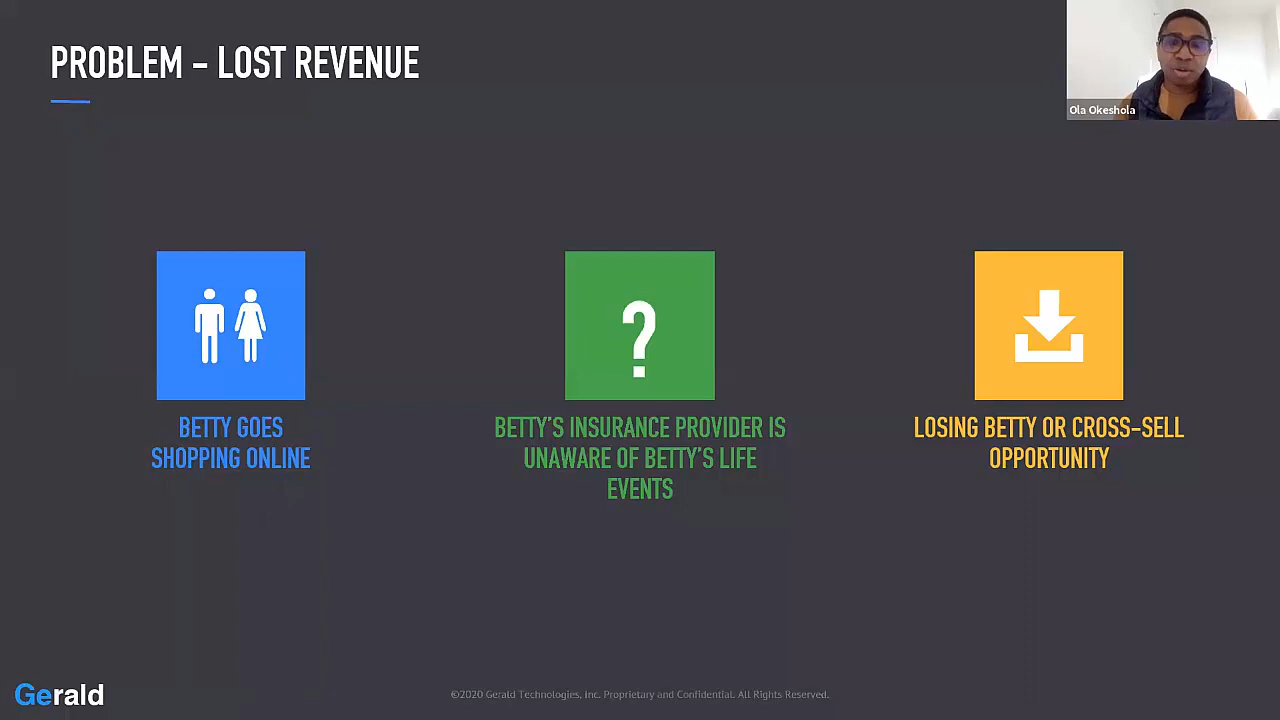 PROBLEM - LOST REVENUE
Ola Okeshola
?
BETTY GOES
SHOPPING ONLINE
BETTY'S INSURANCE PROVIDER IS
UNAWARE OF BETTY'S LIFE
EVENTS
LOSING BETTY OR CROSS-SELL
OPPORTUNITY
Gerald
©2020 Gerald Technologies, Inc. Proprietary and Confidential. All Rights Reserved.